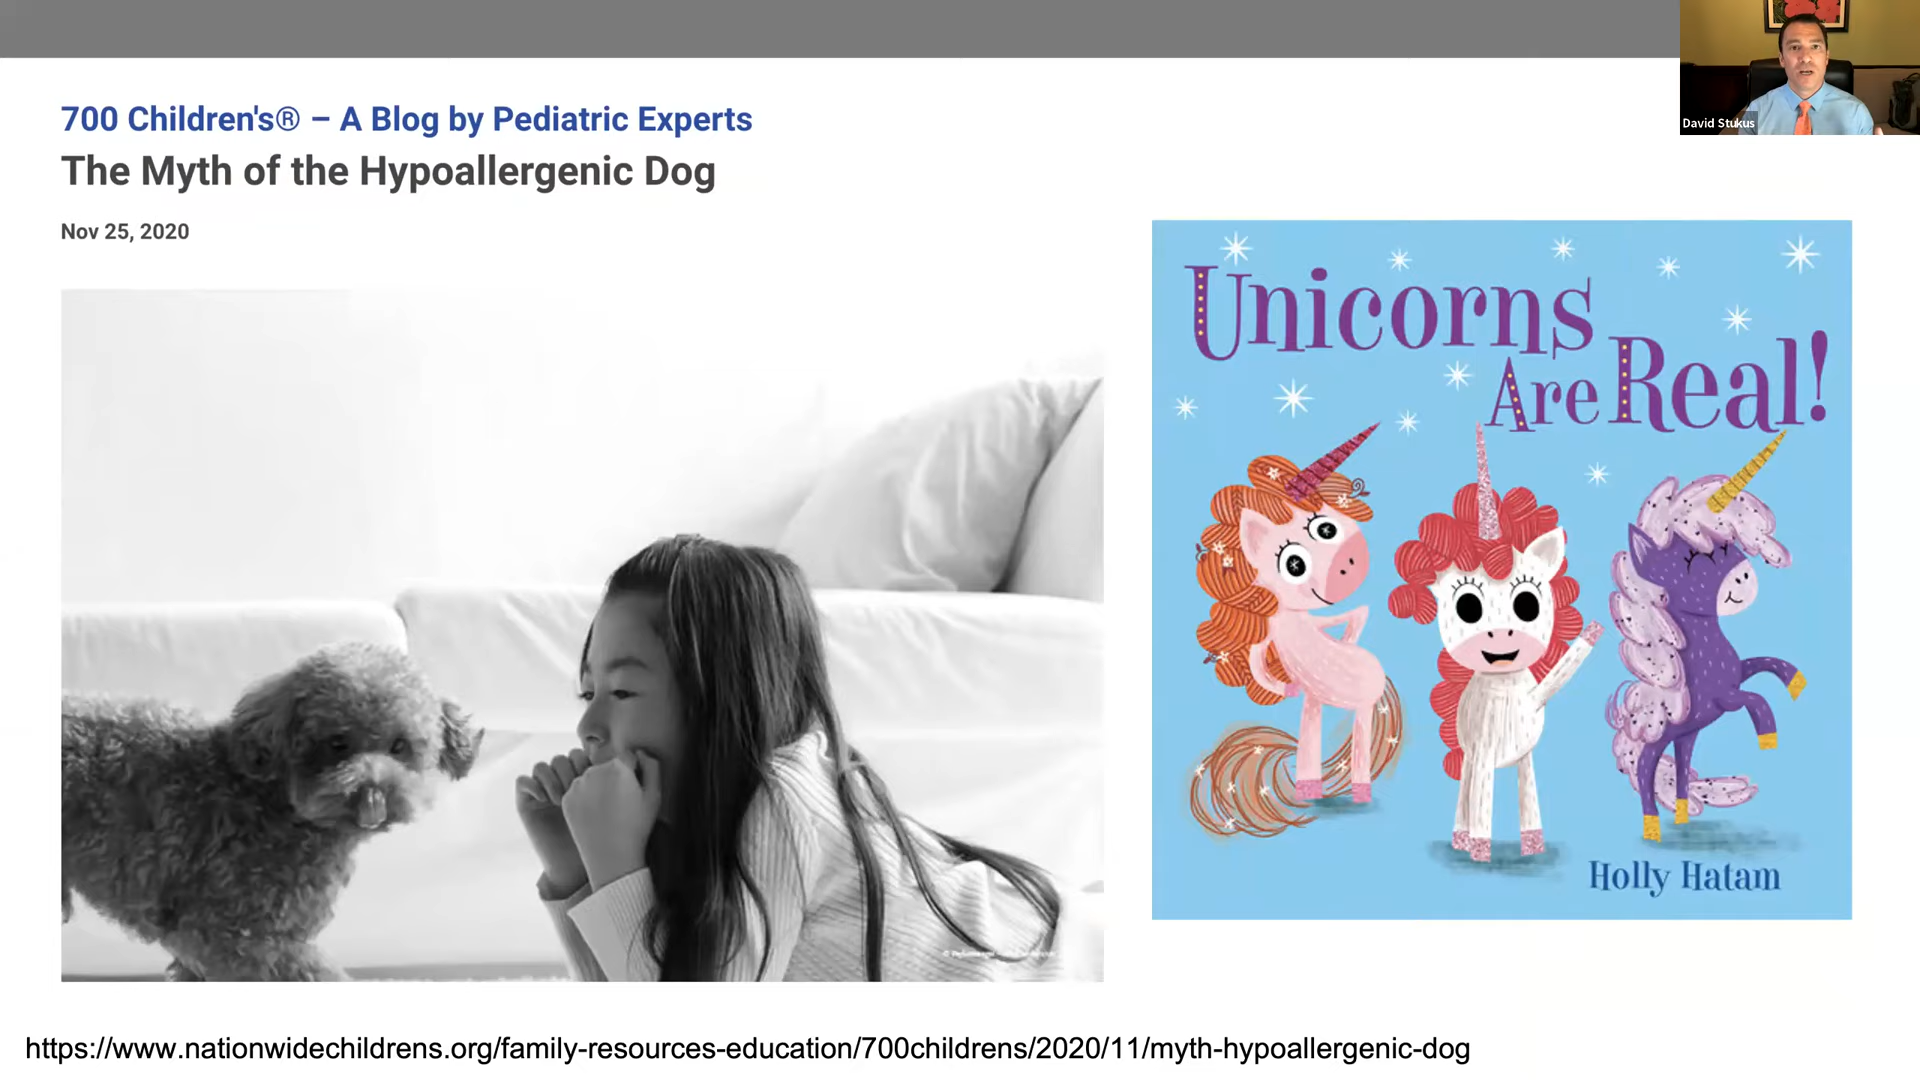 David Stukus
700 Children's® – A Blog by Pediatric Experts
The Myth of the Hypoallergenic Dog
Nov 25, 2020
Unicorns
Are Real!
Holly Hatam
https://www.nationwidechildrens.org/family-resources-education/700childrens/2020/11/myth-hypoallergenic-dog